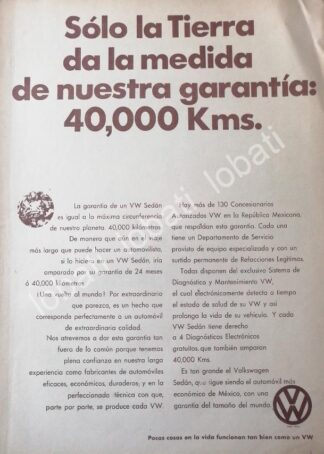 Sólo la Tierra
da la medida
de nuestra garantía:
40,000 Kms.
La garantía de un VW Sedán
es igual a la máxima circunferencia
de nuestro planeta. 40,000 kilómetros.
De manera que, el viaje
más largo que puede hacer un automovilista,
si lo hiciera en un VW Sedán, iría
amparado por su garantía de 24 meses
ó 40,000 kilómetros.
¡Una vuelta al mundo! Por extraordinario
que parezca, es un hecho que
corresponde perfectamente a un automóvil
de extraordinaria calidad.
Nos atrevemos a dar esta garantía tan
fuera de lo común porque tenemos
plena confianza en nuestra larga
experiencia como fabricantes de automóviles
eficaces, económicos, duraderos; y en la
perfeccionada técnica con que,
parte por parte, se produce cada VW.
Hay más de 130 Concesionarios
Autorizados VW en la República Mexicana
que respaldan esta garantía. Cada uno
tiene un Departamento de Servicio
provisto de equipo especializado y con un
surtido permanente de Refacciones Legítimas.
Todas disponen del exclusivo Sistema de
Diagnóstico y Mantenimiento VW,
el cual electrónicamente detecta a tiempo
el estado de salud de su VW y así
prolonga la vida de su vehículo. Y cada
VW Sedán tiene derecho
a 4 Diagnósticos Electrónicos
gratuitos que también amparan
40,000 Kms.
Es tan grande el Volkswagen
Sedán, que sigue siendo el automóvil más
económico de México, con una
garantía del tamaño del mundo.
VW
Pocas cosas en la vida funcionan tan bien como un VW
lobati lobati